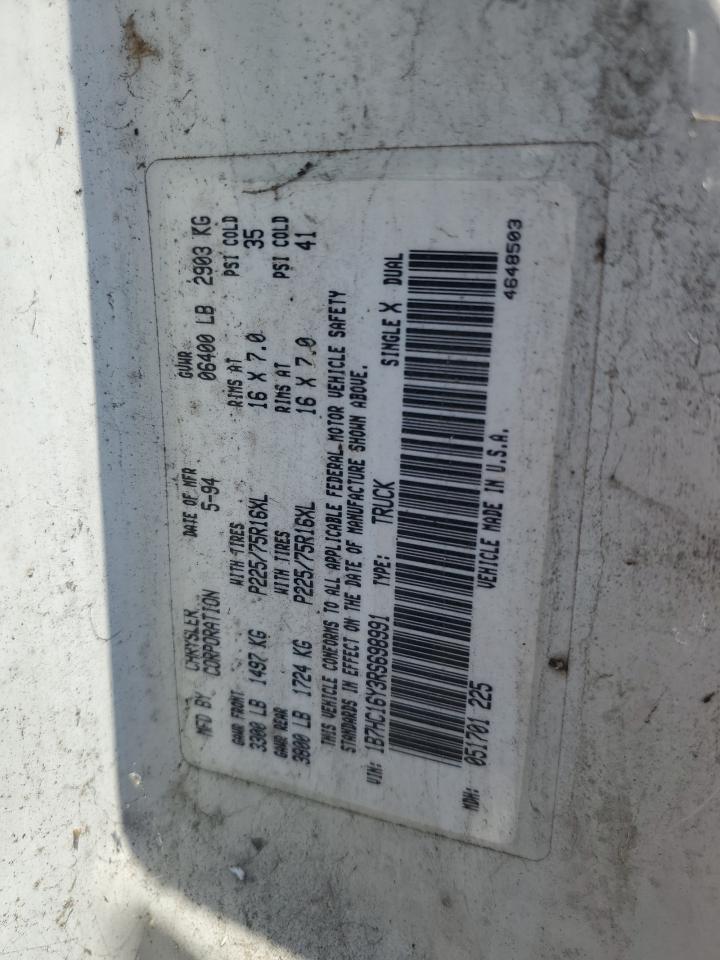 MFD BY CHRYSLER CORPORATION DATE OF MFR 5-94 GVWR 06400 LB 2903 KG
GAWR FRONT WITH TIRES RIMS AT PSI COLD
3300 LB 1497 KG P225/75R16XL 16 X 7.0 35
GAWR REAR WITH TIRES RIMS AT PSI COLD
3800 LB 1724 KG P225/75R16XL 16 X 7.0 41
THIS VEHICLE CONFORMS TO ALL APPLICABLE FEDERAL MOTOR VEHICLE SAFETY
STANDARDS IN EFFECT ON THE DATE OF MANUFACTURE SHOWN ABOVE.
VIN: 1B7HC16Y3RS698991 TYPE: TRUCK SINGLE X DUAL
MDH: 051701 225 VEHICLE MADE IN U.S.A.
4648503